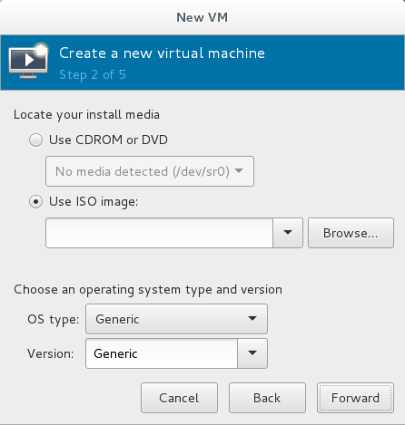 New VM
Create a new virtual machine
Step 2 of 5
Locate your install media
Use CDROM or DVD
No media detected (/dev/sr0)
Use ISO image:
Browse...
Choose an operating system type and version
OS type: Generic
Version: Generic
Cancel Back Forward